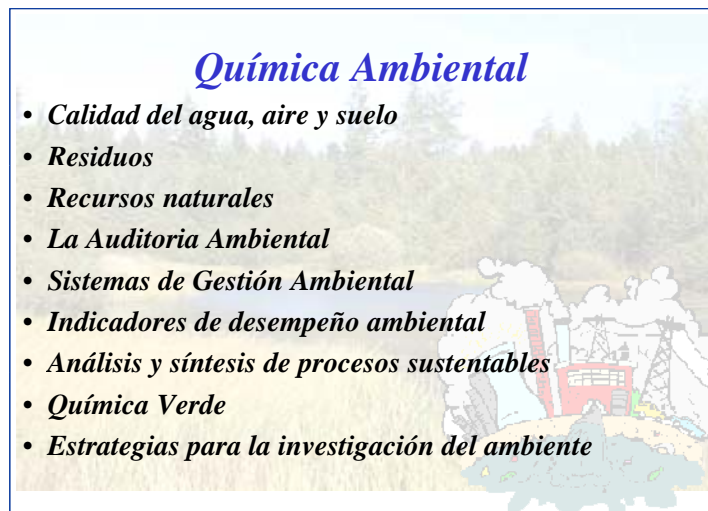 Química Ambiental
• Calidad del agua, aire y suelo
• Residuos
• Recursos naturales
• La Auditoria Ambiental
• Sistemas de Gestión Ambiental
• Indicadores de desempeño ambiental
• Análisis y síntesis de procesos sustentables
• Química Verde
• Estrategias para la investigación del ambiente